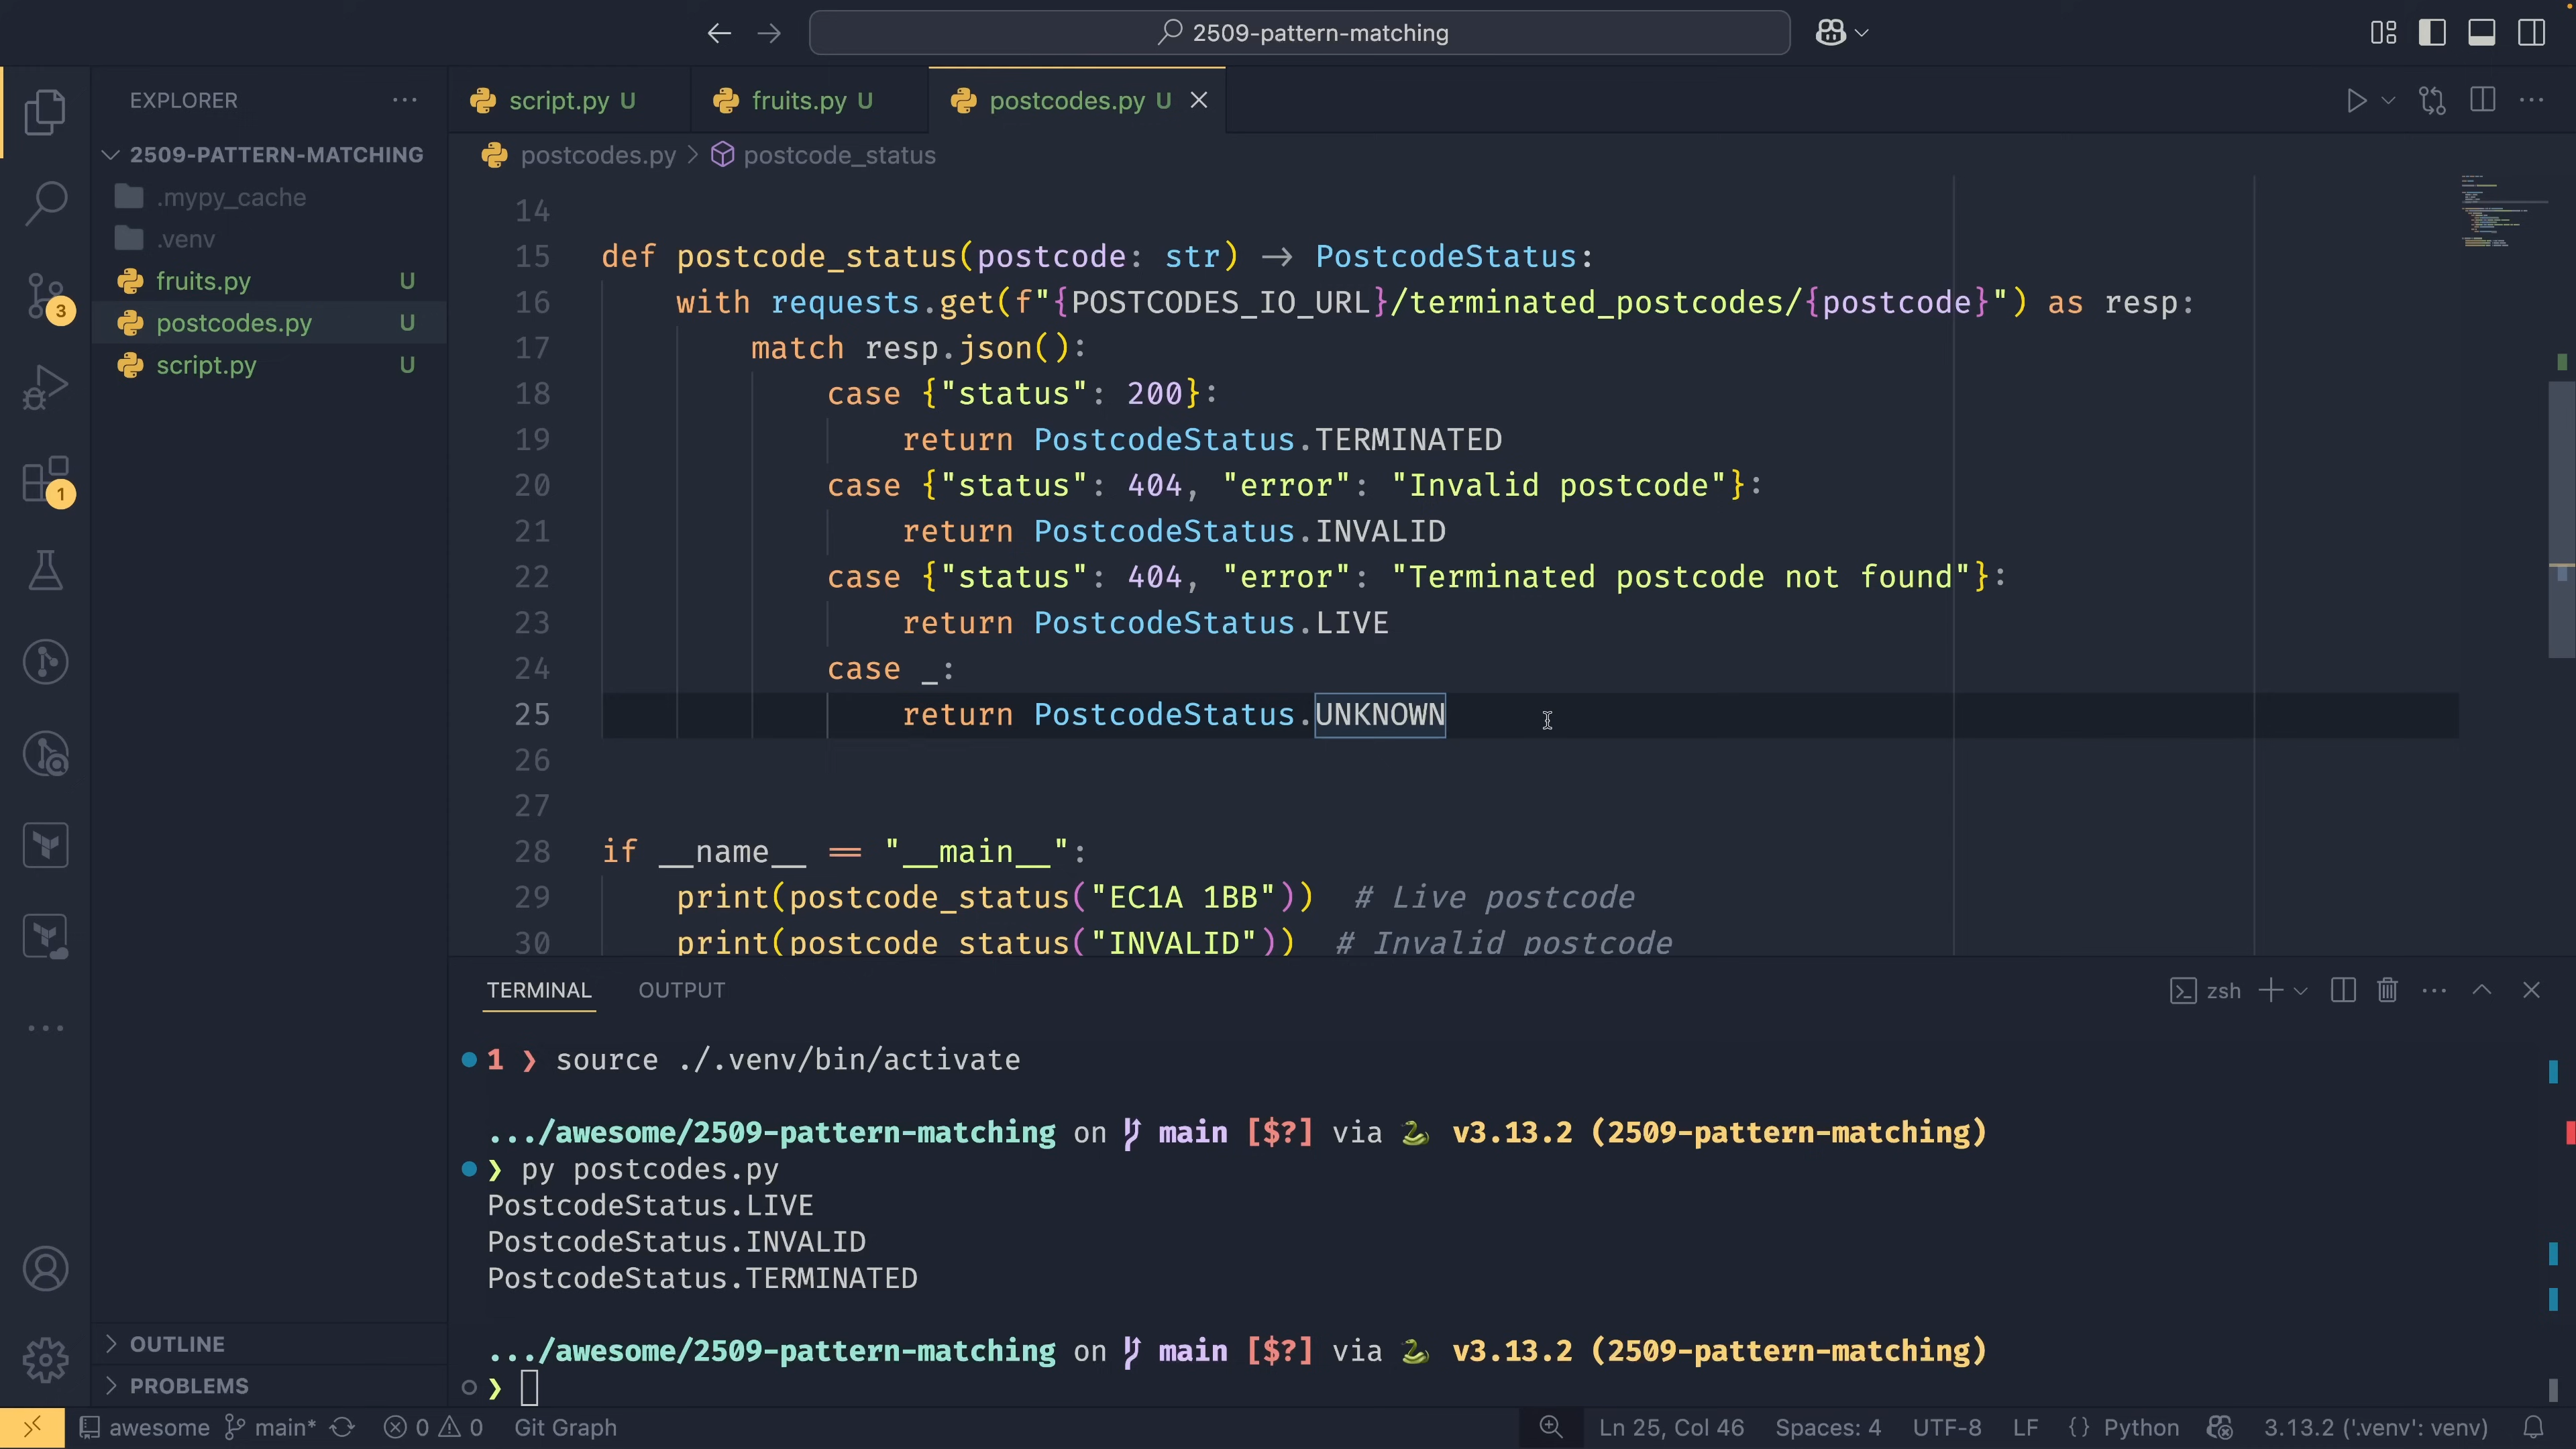 2509-pattern-matching
EXPLORER
script.py U
fruits.py U
postcodes.py U
2509-PATTERN-MATCHING
.mypy_cache
.venv
fruits.py U
postcodes.py U
script.py U
3
1
postcodes.py > postcode_status
14
15 def postcode_status(postcode: str) → PostcodeStatus:
16 with requests.get(f"{POSTCODES_IO_URL}/terminated_postcodes/{postcode}") as resp:
17 match resp.json():
18 case {"status": 200}:
19 return PostcodeStatus.TERMINATED
20 case {"status": 404, "error": "Invalid postcode"}:
21 return PostcodeStatus.INVALID
22 case {"status": 404, "error": "Terminated postcode not found"}:
23 return PostcodeStatus.LIVE
24 case _:
25 return PostcodeStatus.UNKNOWN
26
27
28 if __name__ == "__main__":
29 print(postcode_status("EC1A 1BB")) # Live postcode
30 print(postcode_status("INVALID")) # Invalid postcode
TERMINAL OUTPUT
zsh
1 ❯ source ./.venv/bin/activate
.../awesome/2509-pattern-matching on main [$?] via 🐍 v3.13.2 (2509-pattern-matching)
❯ py postcodes.py
PostcodeStatus.LIVE
PostcodeStatus.INVALID
PostcodeStatus.TERMINATED
.../awesome/2509-pattern-matching on main [$?] via 🐍 v3.13.2 (2509-pattern-matching)
❯
OUTLINE
PROBLEMS
awesome main* 0 0 Git Graph
Ln 25, Col 46 Spaces: 4 UTF-8 LF {} Python 3.13.2 ('.venv': venv)